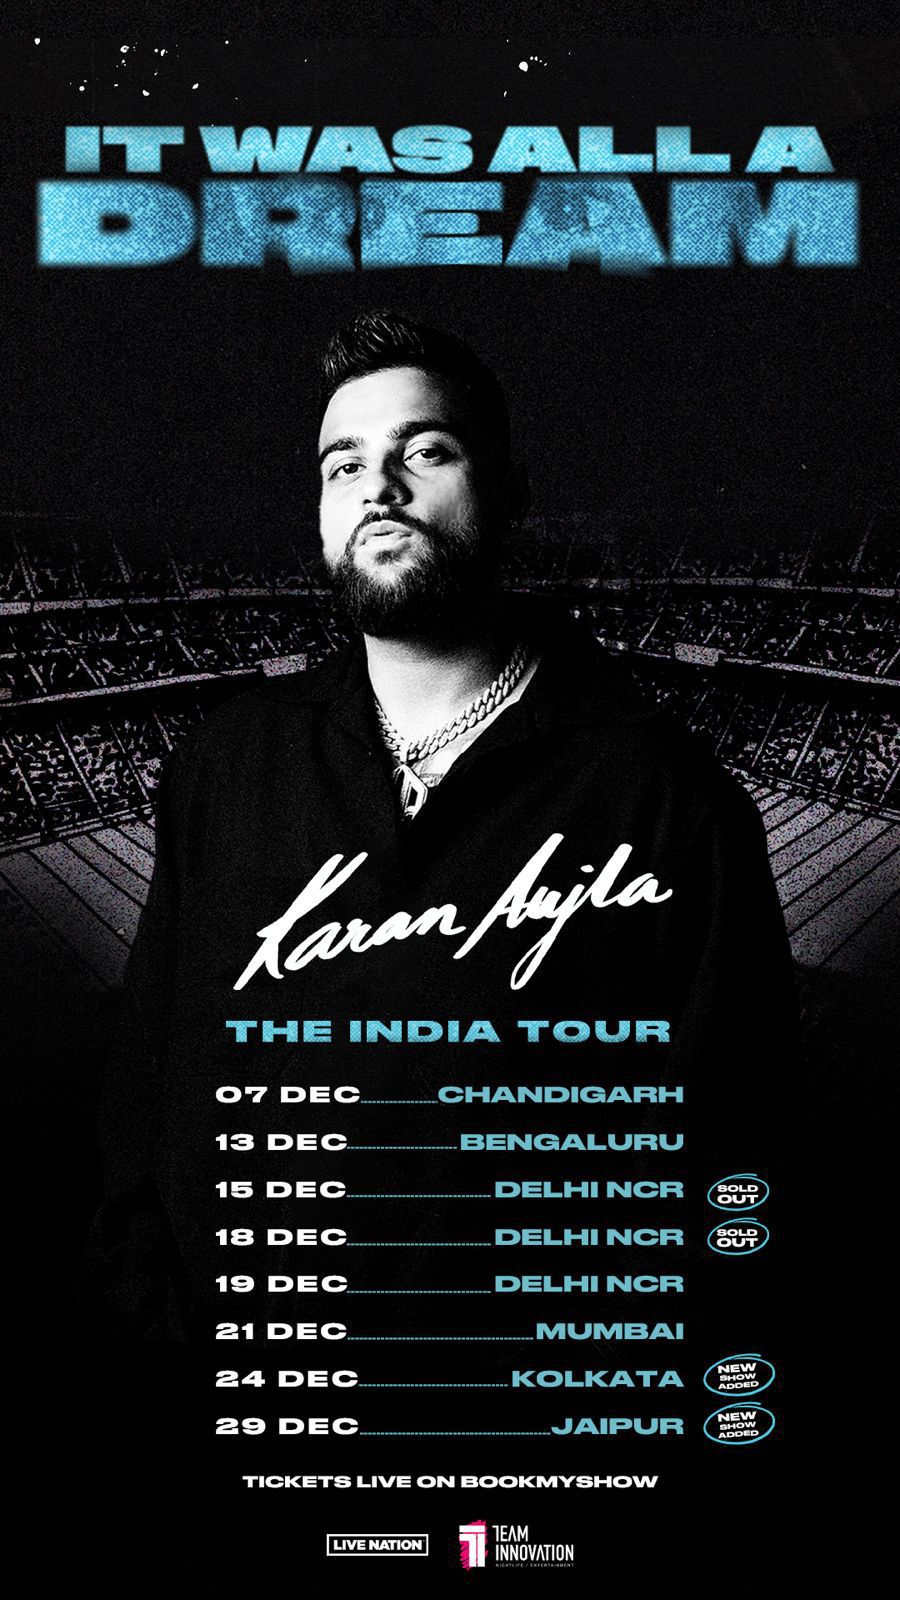 IT WAS ALL A
DREAM
Karan Aujla
THE INDIA TOUR
07 DEC CHANDIGARH
13 DEC BENGALURU
15 DEC DELHI NCR SOLD OUT
18 DEC DELHI NCR SOLD OUT
19 DEC DELHI NCR
21 DEC MUMBAI
24 DEC KOLKATA NEW SHOW ADDED
29 DEC JAIPUR NEW SHOW ADDED
TICKETS LIVE ON BOOKMYSHOW
LIVE NATION
TEAM
INNOVATION
NIGHTLIFE / ENTERTAINMENT